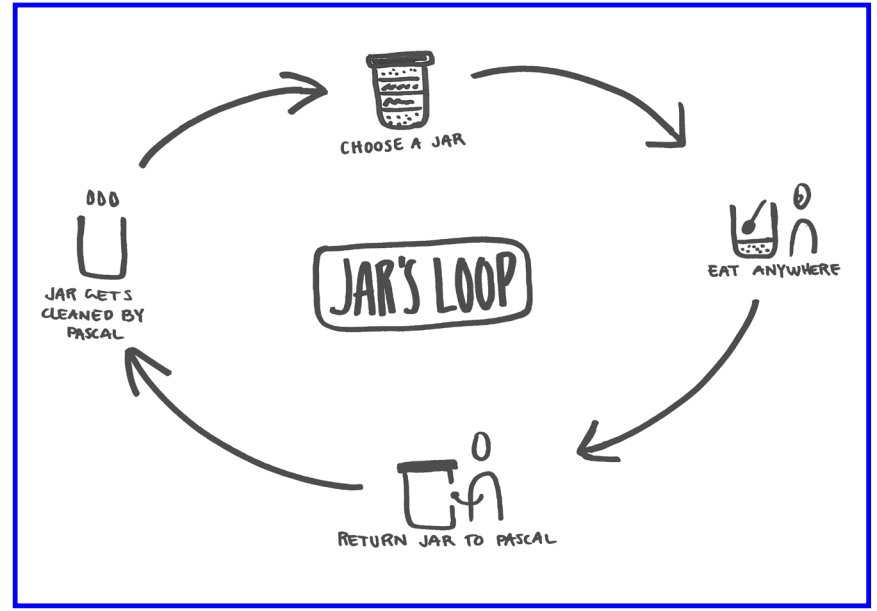 CHOOSE A JAR
EAT ANYWHERE
JAR'S LOOP
JAR GETS
CLEANED BY
PASCAL
RETURN JAR TO PASCAL